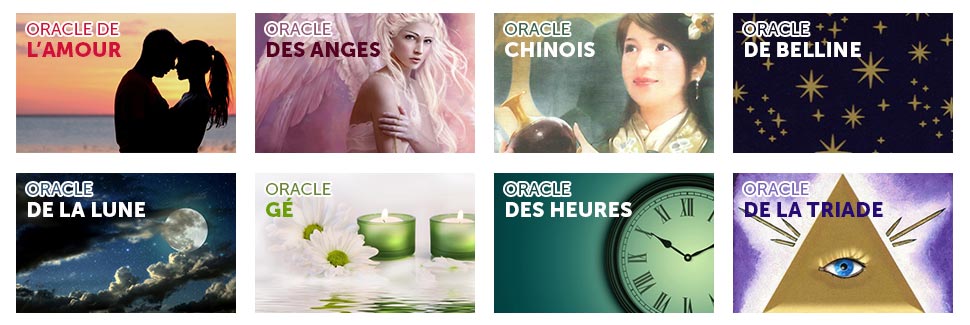 ORACLE DE
L'AMOUR
ORACLE
DES ANGES
ORACLE
CHINOIS
ORACLE
DE BELLINE
ORACLE
DE LA LUNE
ORACLE
GÉ
ORACLE
DES HEURES
ORACLE
DE LA TRIADE